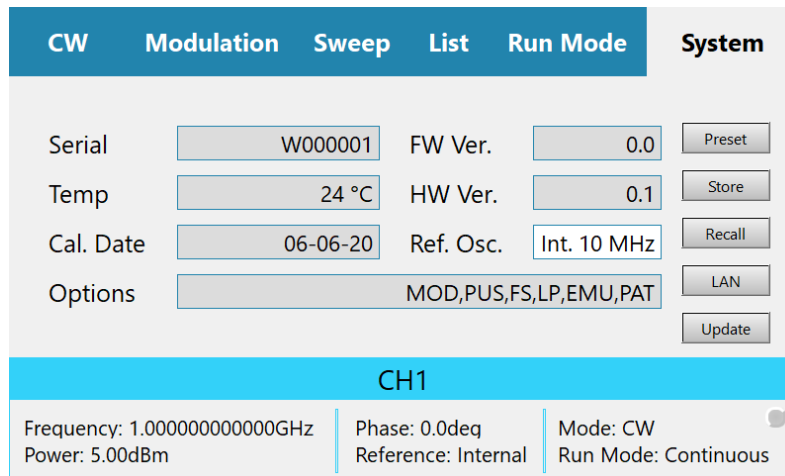 CW Modulation Sweep List Run Mode System
Serial W000001 FW Ver. 0.0 Preset
Temp 24 °C HW Ver. 0.1 Store
Cal. Date 06-06-20 Ref. Osc. Int. 10 MHz Recall
Options MOD,PUS,FS,LP,EMU,PAT LAN
Update
CH1
Frequency: 1.000000000000GHz Phase: 0.0deg Mode: CW
Power: 5.00dBm Reference: Internal Run Mode: Continuous